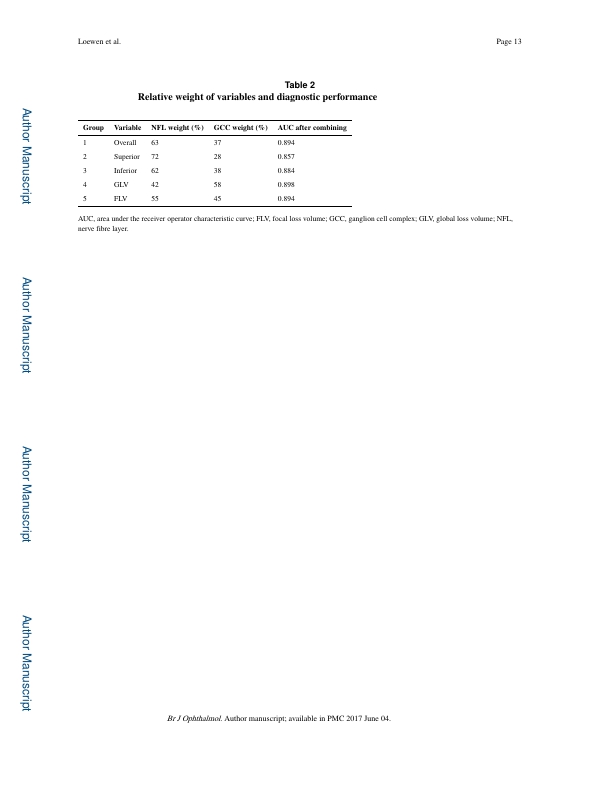 Loewen et al. Page 13
Table 2
Relative weight of variables and diagnostic performance
Group Variable NFL weight (%) GCC weight (%) AUC after combining
1 Overall 63 37 0.894
2 Superior 72 28 0.857
3 Inferior 62 38 0.884
4 GLV 42 58 0.898
5 FLV 55 45 0.894
AUC, area under the receiver operator characteristic curve; FLV, focal loss volume; GCC, ganglion cell complex; GLV, global loss volume; NFL,
nerve fibre layer.
Author Manuscript
Author Manuscript
Author Manuscript
Author Manuscript
Br J Ophthalmol. Author manuscript; available in PMC 2017 June 04.